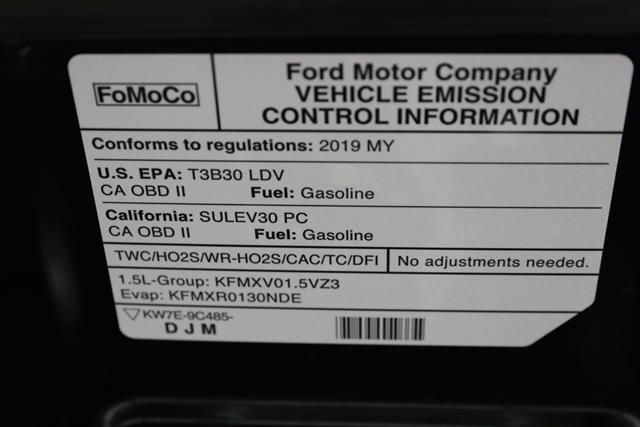 FoMoCo
Ford Motor Company
VEHICLE EMISSION
CONTROL INFORMATION
Conforms to regulations: 2019 MY
U.S. EPA: T3B30 LDV
CA OBD II Fuel: Gasoline
California: SULEV30 PC
CA OBD II Fuel: Gasoline
TWC/HO2S/WR-HO2S/CAC/TC/DFI No adjustments needed.
1.5L-Group: KFMXV01.5VZ3
Evap: KFMXR0130NDE
KW7E-9C485-
D J M